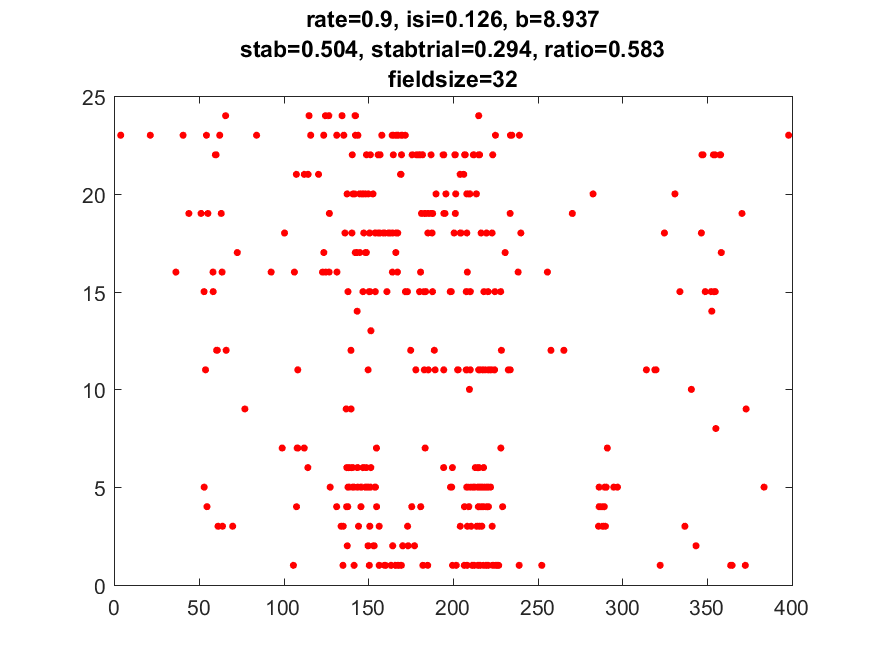 rate=0.9, isi=0.126, b=8.937
stab=0.504, stabtrial=0.294, ratio=0.583
fieldsize=32
25
20
15
10
5
0
0 50 100 150 200 250 300 350 400